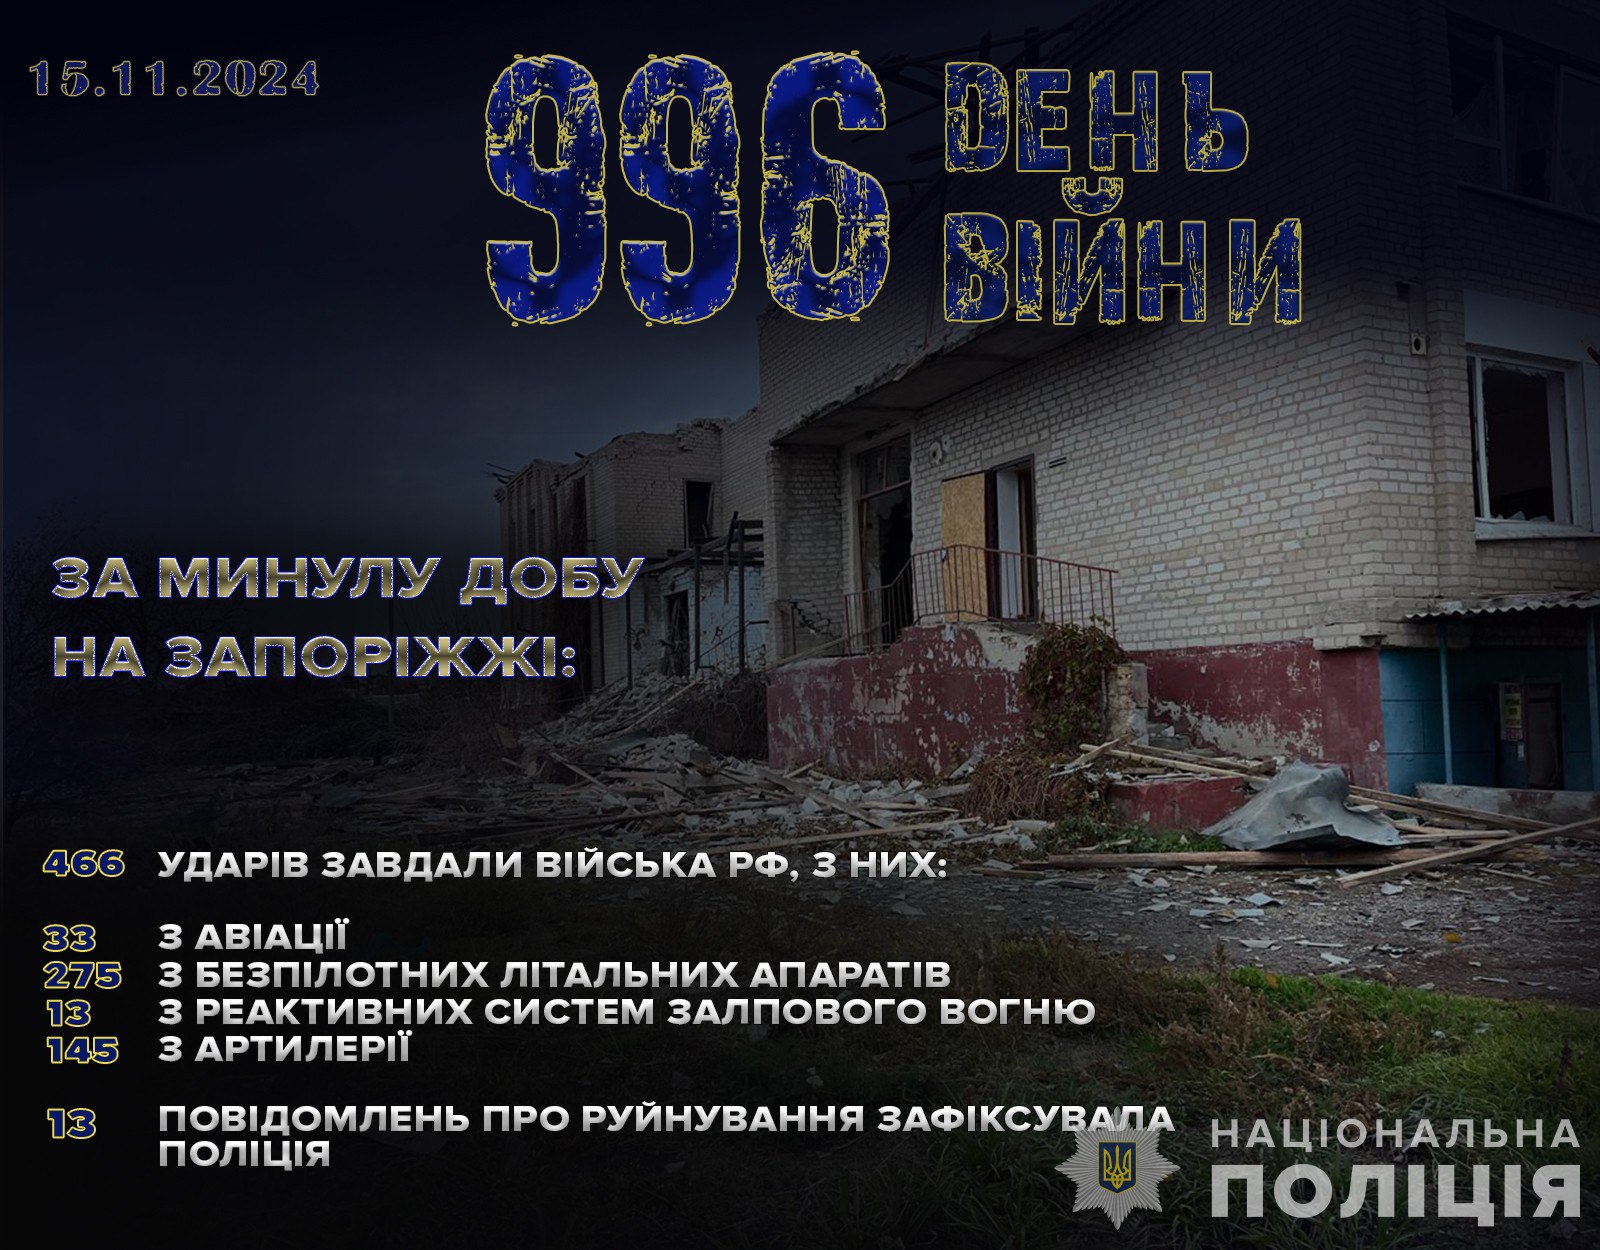 15.11.2024
996 ДЕНЬ
ВІЙНИ
ЗА МИНУЛУ ДОБУ
НА ЗАПОРІЖЖІ:
466 УДАРІВ ЗАВДАЛИ ВІЙСЬКА РФ, З НИХ:
33 З АВІАЦІЇ
275 З БЕЗПІЛОТНИХ ЛІТАЛЬНИХ АПАРАТІВ
13 З РЕАКТИВНИХ СИСТЕМ ЗАЛПОВОГО ВОГНЮ
145 З АРТИЛЕРІЇ
13 ПОВІДОМЛЕНЬ ПРО РУЙНУВАННЯ ЗАФІКСУВАЛА
ПОЛІЦІЯ
НАЦІОНАЛЬНА
ПОЛІЦІЯ